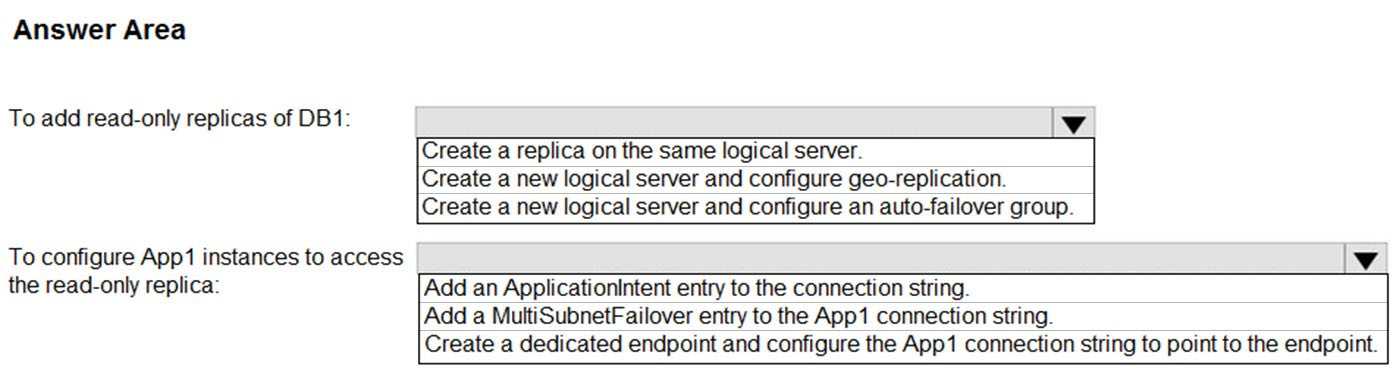 Answer Area
To add read-only replicas of DB1:
Create a replica on the same logical server.
Create a new logical server and configure geo-replication.
Create a new logical server and configure an auto-failover group.
To configure App1 instances to access
the read-only replica:
Add an ApplicationIntent entry to the connection string.
Add a MultiSubnetFailover entry to the App1 connection string.
Create a dedicated endpoint and configure the App1 connection string to point to the endpoint.